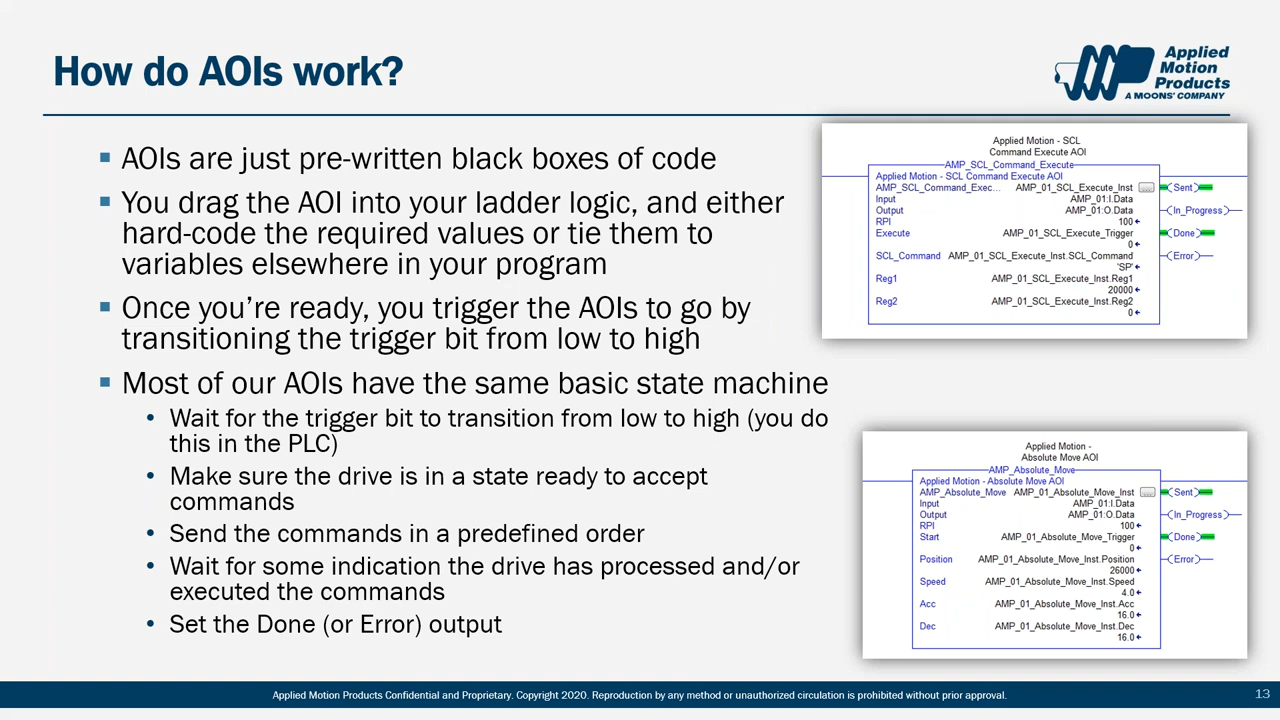 How do AOIs work?
Applied
Motion
Products
A MOONS' COMPANY
▪ AOIs are just pre-written black boxes of code
▪ You drag the AOI into your ladder logic, and either
hard-code the required values or tie them to
variables elsewhere in your program
▪ Once you’re ready, you trigger the AOIs to go by
transitioning the trigger bit from low to high
▪ Most of our AOIs have the same basic state machine
• Wait for the trigger bit to transition from low to high (you do
this in the PLC)
• Make sure the drive is in a state ready to accept
commands
• Send the commands in a predefined order
• Wait for some indication the drive has processed and/or
executed the commands
• Set the Done (or Error) output
Applied Motion - SCL
Command Execute AOI
AMP_SCL_Command_Execute
Applied Motion - SCL Command Execute AOI
AMP_SCL_Command_Exec... AMP_01_SCL_Execute_Inst ... Sent
Input AMP_01:I.Data
Output AMP_01:O.Data In_Progress
RPI 100
Execute AMP_01_SCL_Execute_Trigger Done
0
SCL_Command AMP_01_SCL_Execute_Inst.SCL_Command Error
'SP'
Reg1 AMP_01_SCL_Execute_Inst.Reg1
20000
Reg2 AMP_01_SCL_Execute_Inst.Reg2
0
Applied Motion -
Absolute Move AOI
AMP_Absolute_Move
Applied Motion - Absolute Move AOI
AMP_Absolute_Move AMP_01_Absolute_Move_Inst ... Sent
Input AMP_01:I.Data
Output AMP_01:O.Data In_Progress
RPI 100
Start AMP_01_Absolute_Move_Trigger Done
0
Position AMP_01_Absolute_Move_Inst.Position Error
26000
Speed AMP_01_Absolute_Move_Inst.Speed
4.0
Acc AMP_01_Absolute_Move_Inst.Acc
16.0
Dec AMP_01_Absolute_Move_Inst.Dec
16.0
Applied Motion Products Confidential and Proprietary. Copyright 2020. Reproduction by any method or unauthorized circulation is prohibited without prior approval.
13